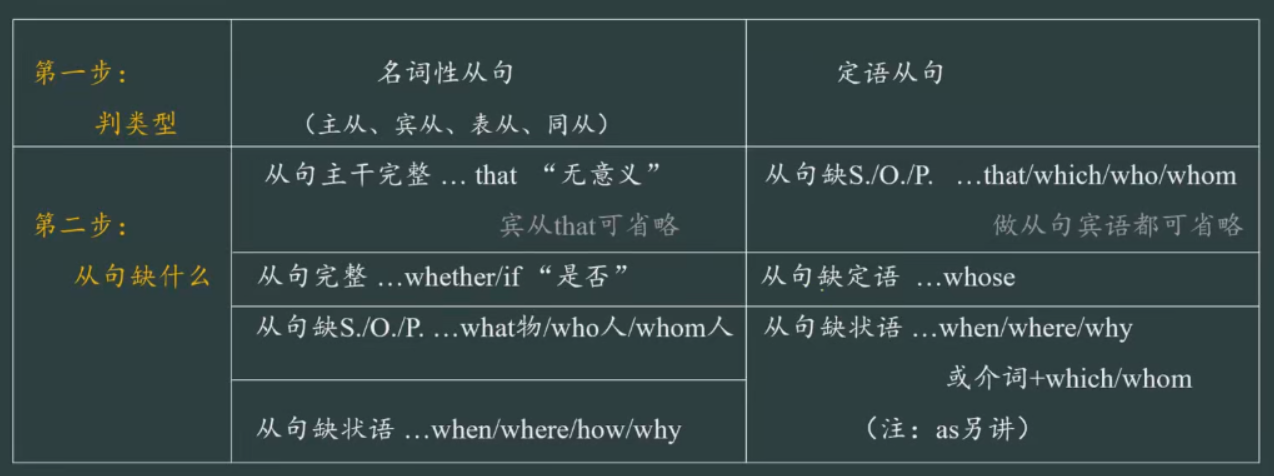 第一步：
判类型
名词性从句
（主从、宾从、表从、同从）
定语从句
第二步：
从句缺什么
从句主干完整 … that “无意义”
宾从that可省略
从句缺S./O./P. …that/which/who/whom
做从句宾语都可省略
从句完整 …whether/if “是否”
从句缺定语 …whose
从句缺S./O./P. …what物/who人/whom人
从句缺状语 …when/where/why
或介词+which/whom
（注：as另讲）
从句缺状语 …when/where/how/why